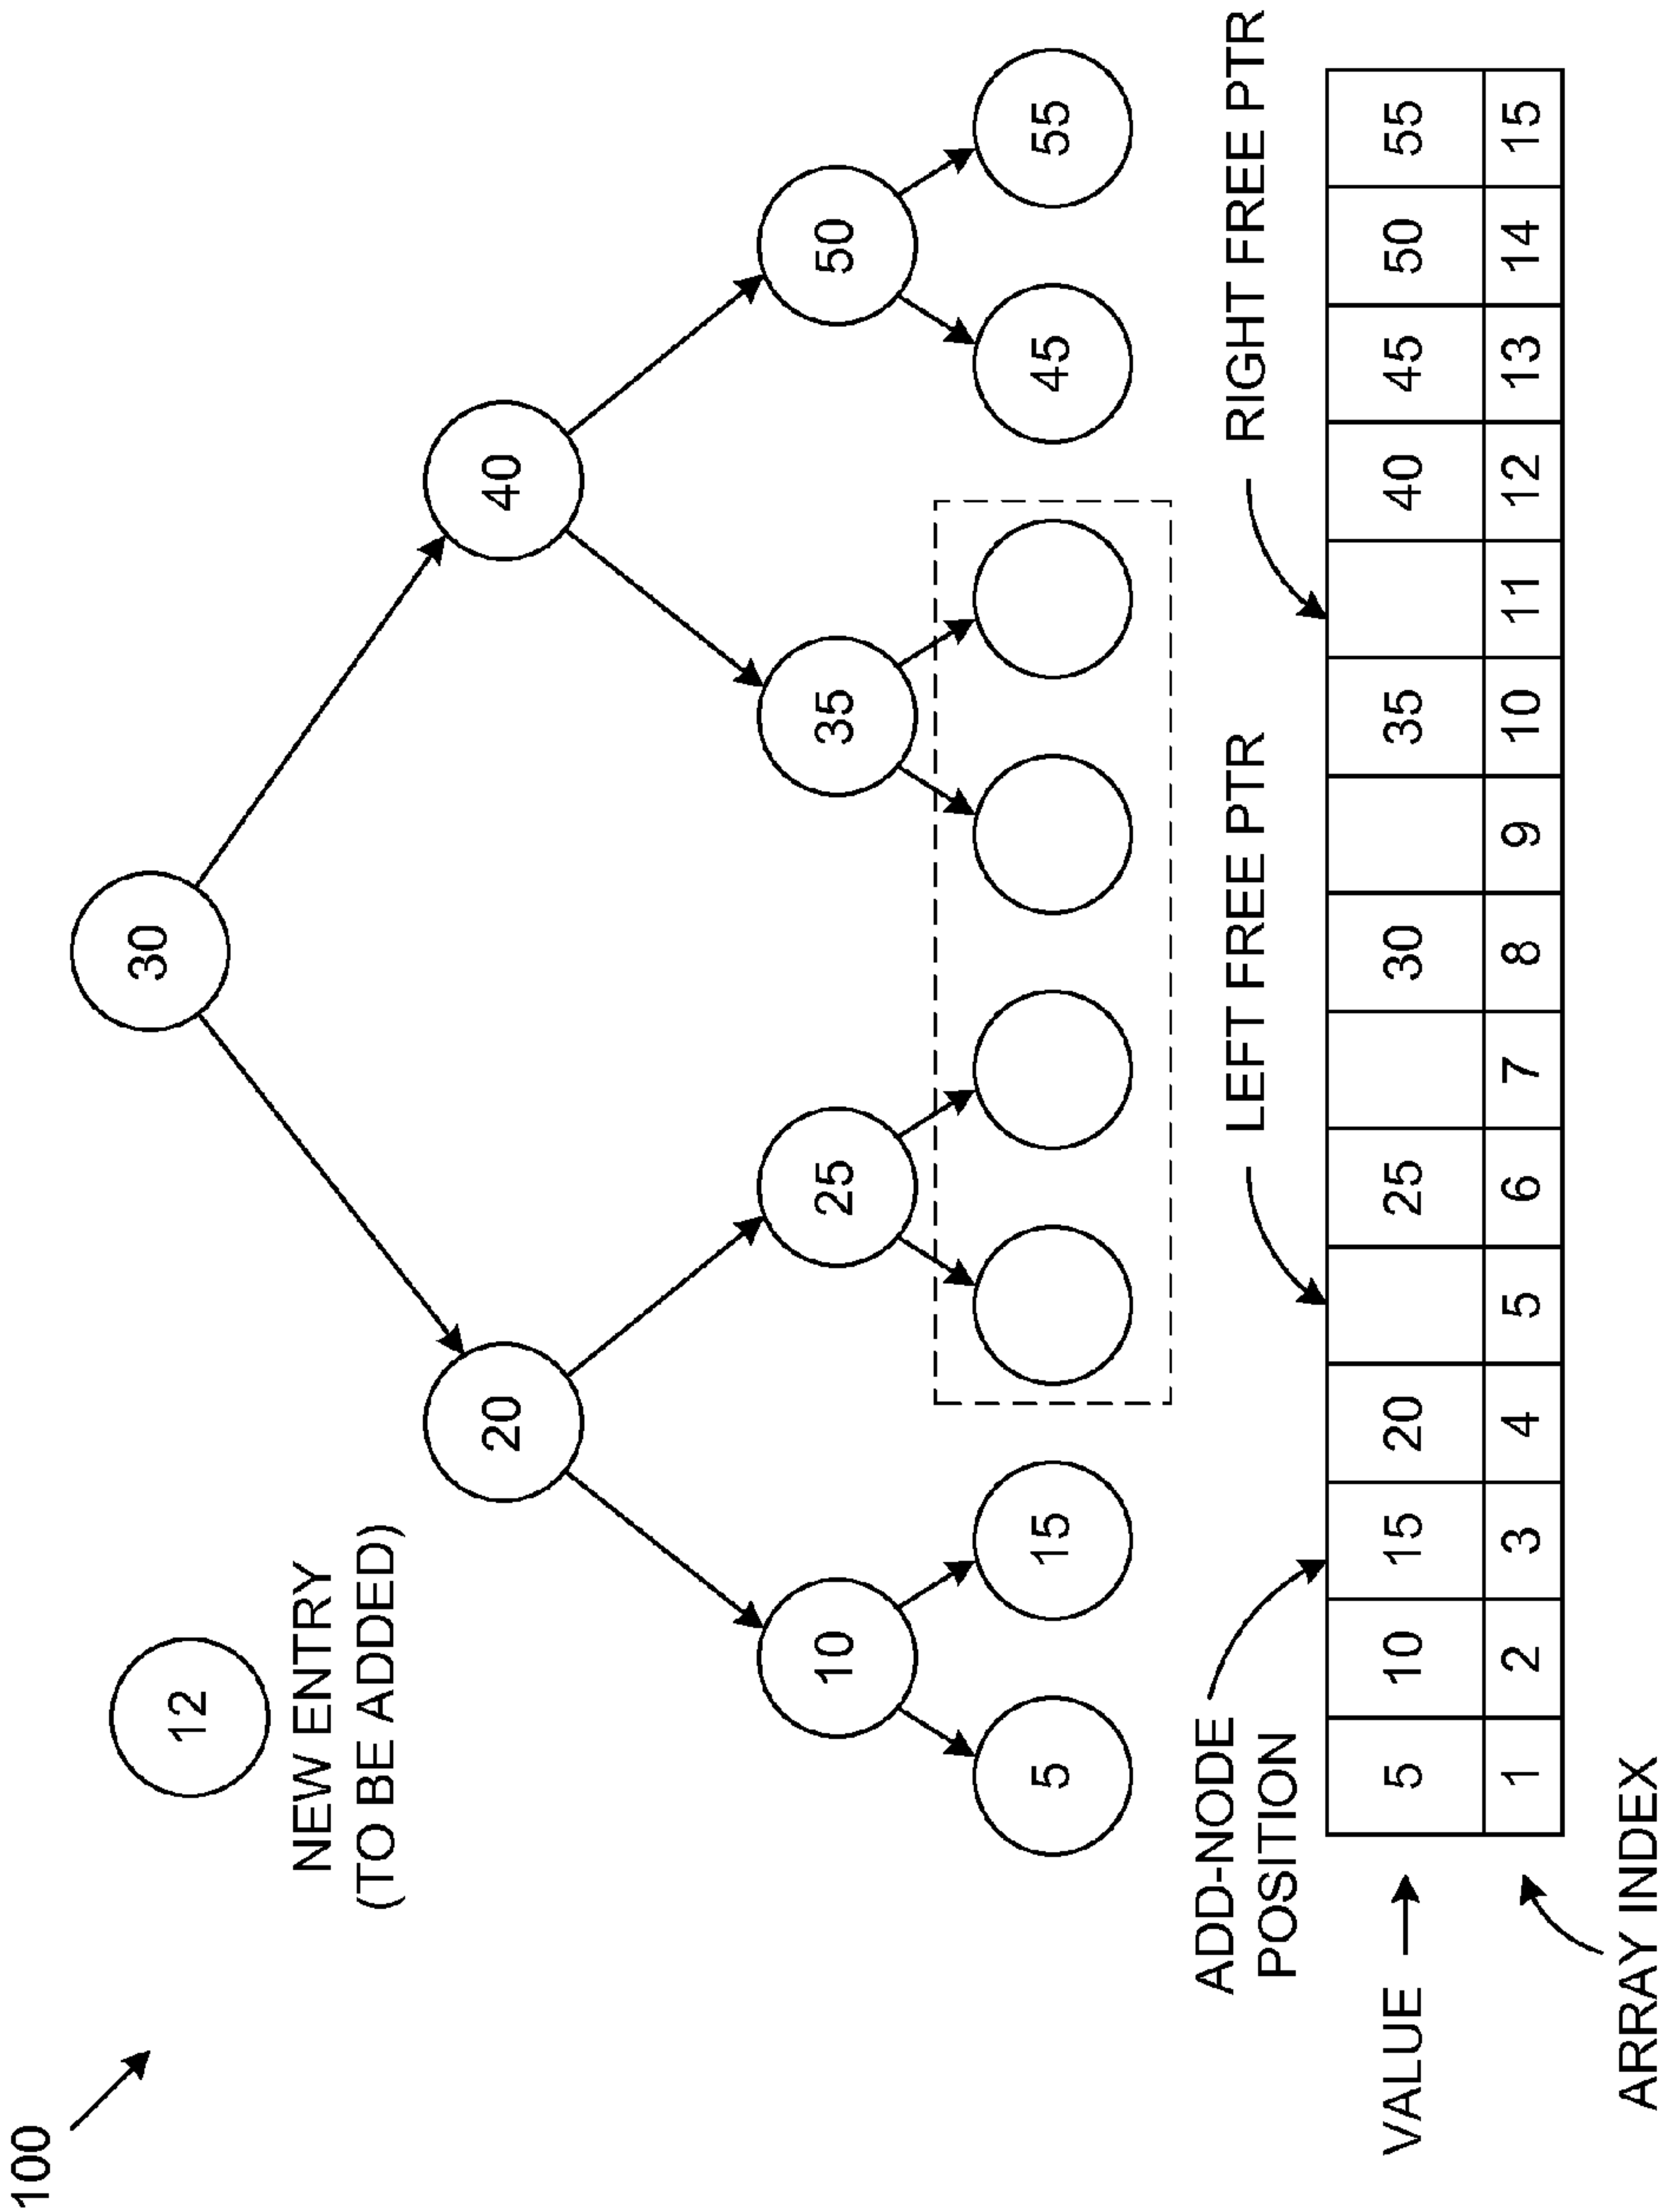 100
12
NEW ENTRY
(TO BE ADDED)
30
20
40
10
25
35
50
5
15
45
55
ADD-NODE
POSITION
LEFT FREE PTR
RIGHT FREE PTR
VALUE
5 10 15 20 25 30 35 40 45 50 55
1 2 3 4 5 6 7 8 9 10 11 12 13 14 15
ARRAY INDEX